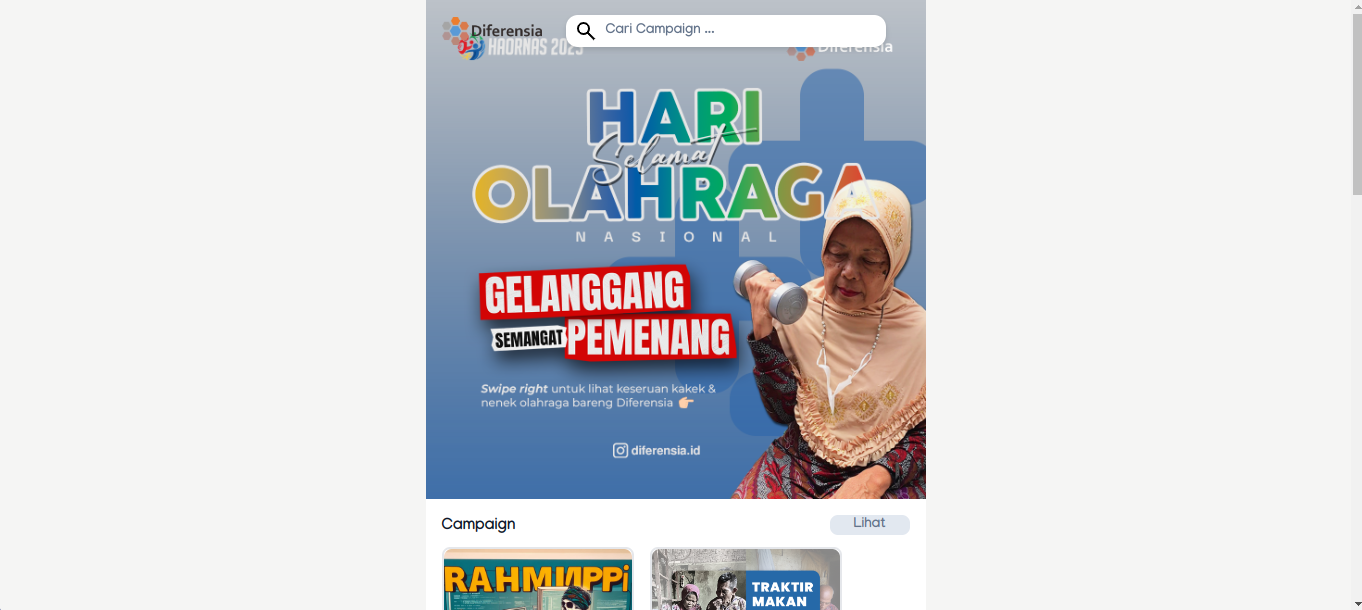 Diferensia
Cari Campaign ...
HAORNAS 2023
Diferensia
HARI
Selamat
OLAHRAGA
NASIONAL
GELANGGANG
SEMANGAT PEMENANG
Swipe right untuk lihat keseruan kakek &
nenek olahraga bareng Diferensia 👉
diferensia.id
Campaign
Lihat
TRAKTIR
MAKAN